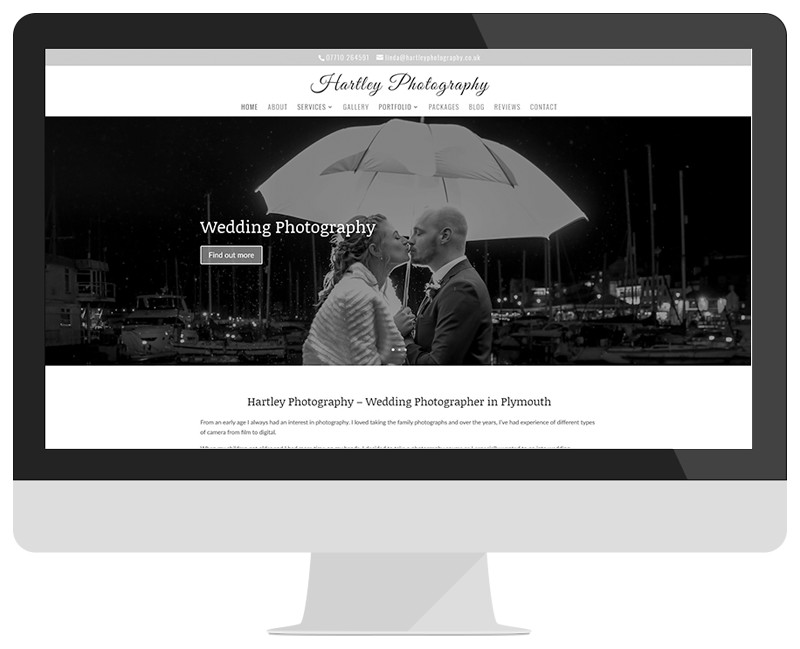 07710 264501 linda@hartleyphotography.co.uk
Hartley Photography
HOME ABOUT SERVICES GALLERY PORTFOLIO PACKAGES BLOG REVIEWS CONTACT
Wedding Photography
Find out more
Hartley Photography – Wedding Photographer in Plymouth
From an early age I always had an interest in photography. I loved taking the family photographs and over the years, I've had experience of different types
of camera from film to digital.